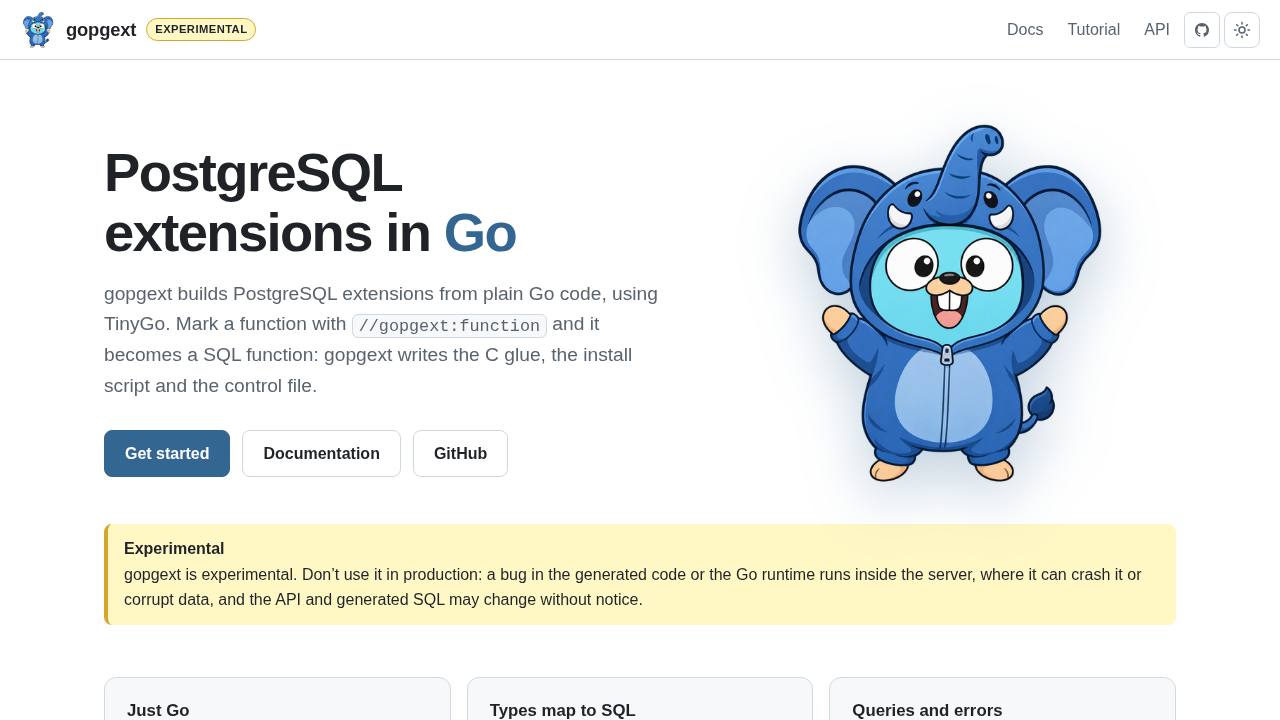 gopgext EXPERIMENTAL Docs Tutorial API
PostgreSQL
extensions in Go
gopgext builds PostgreSQL extensions from plain Go code, using
TinyGo. Mark a function with //gopgext:function and it
becomes a SQL function: gopgext writes the C glue, the install
script and the control file.
Get started Documentation GitHub
Experimental
gopgext is experimental. Don’t use it in production: a bug in the generated code or the Go runtime runs inside the server, where it can crash it or
corrupt data, and the API and generated SQL may change without notice.
Just Go Types map to SQL Queries and errors